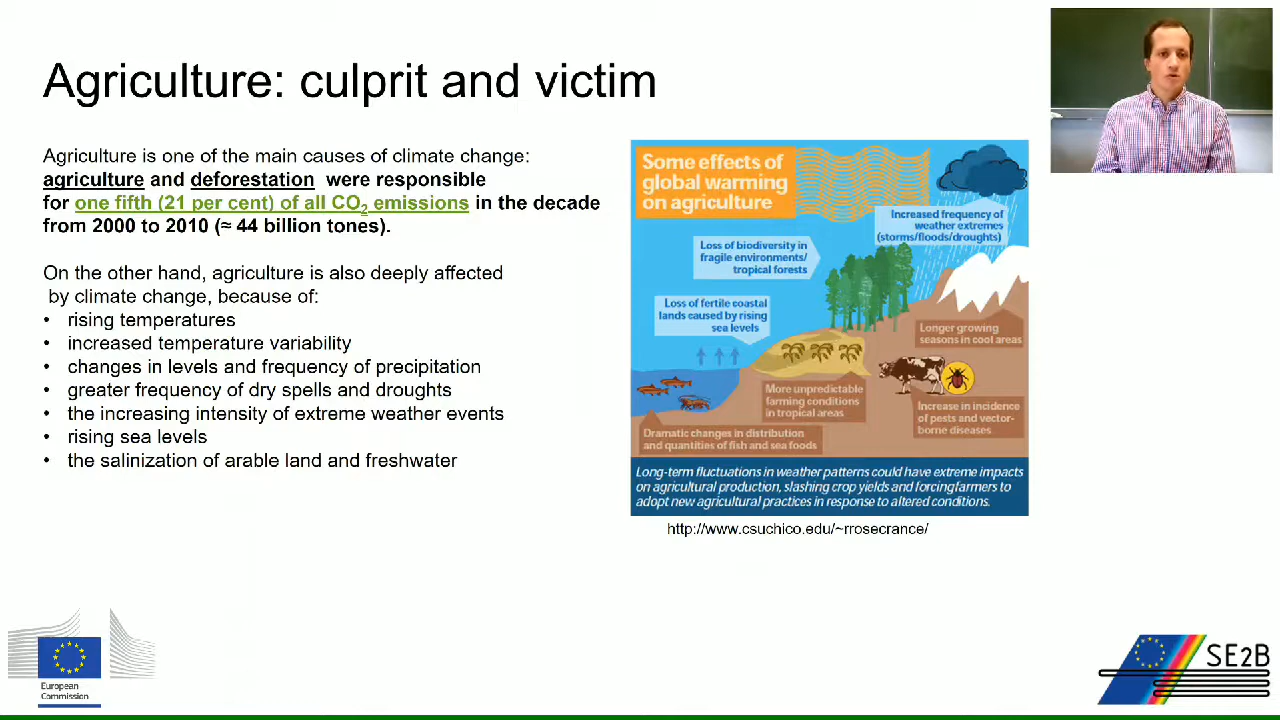 Agriculture: culprit and victim
Agriculture is one of the main causes of climate change:
agriculture and deforestation were responsible
for one fifth (21 per cent) of all CO2 emissions in the decade
from 2000 to 2010 (≈ 44 billion tones).
On the other hand, agriculture is also deeply affected
by climate change, because of:
• rising temperatures
• increased temperature variability
• changes in levels and frequency of precipitation
• greater frequency of dry spells and droughts
• the increasing intensity of extreme weather events
• rising sea levels
• the salinization of arable land and freshwater
Some effects of
global warming
on agriculture
Increased frequency of
weather extremes
(storms/floods/droughts)
Loss of biodiversity in
fragile environments/
tropical forests
Loss of fertile coastal
lands caused by rising
sea levels
Longer growing
seasons in cool areas
More unpredictable
farming conditions
in tropical areas
Increase in incidence
of pests and vector-
borne diseases
Dramatic changes in distribution
and quantities of fish and sea foods
Long-term fluctuations in weather patterns could have extreme impacts
on agricultural production, slashing crop yields and forcingfarmers to
adopt new agricultural practices in response to altered conditions.
http://www.csuchico.edu/~rrosecrance/
European
Commission
SE2B